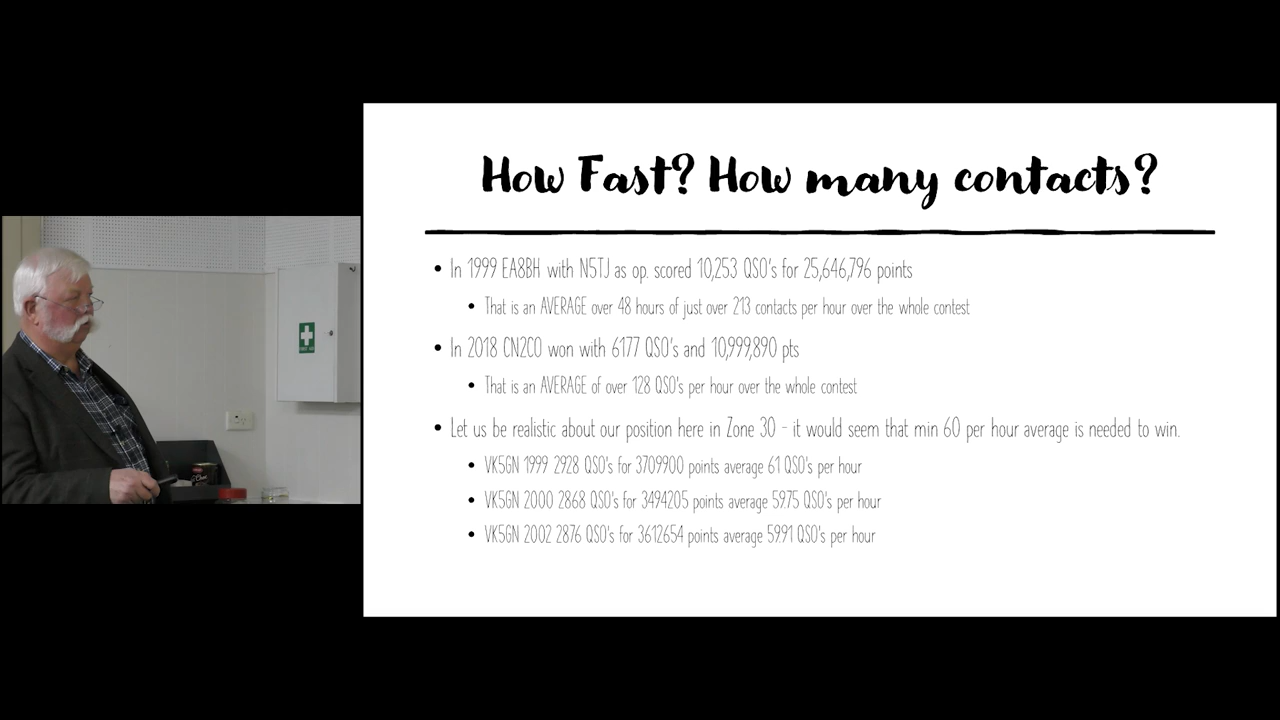 How Fast? How many contacts?
• In 1999 EA8BH with N5TJ as op. scored 10,253 QSO's for 25,646,796 points
• That is an AVERAGE over 48 hours of just over 213 contacts per hour over the whole contest
• In 2018 CN2CO won with 6177 QSO's and 10,999,890 pts
• That is an AVERAGE of over 128 QSO's per hour over the whole contest
• Let us be realistic about our position here in Zone 30 - it would seem that min 60 per hour average is needed to win.
• VK5GN 1999 2928 QSO's for 3709900 points average 61 QSO's per hour
• VK5GN 2000 2868 QSO's for 3494205 points average 59.75 QSO's per hour
• VK5GN 2002 2876 QSO's for 3612654 points average 59.91 QSO's per hour